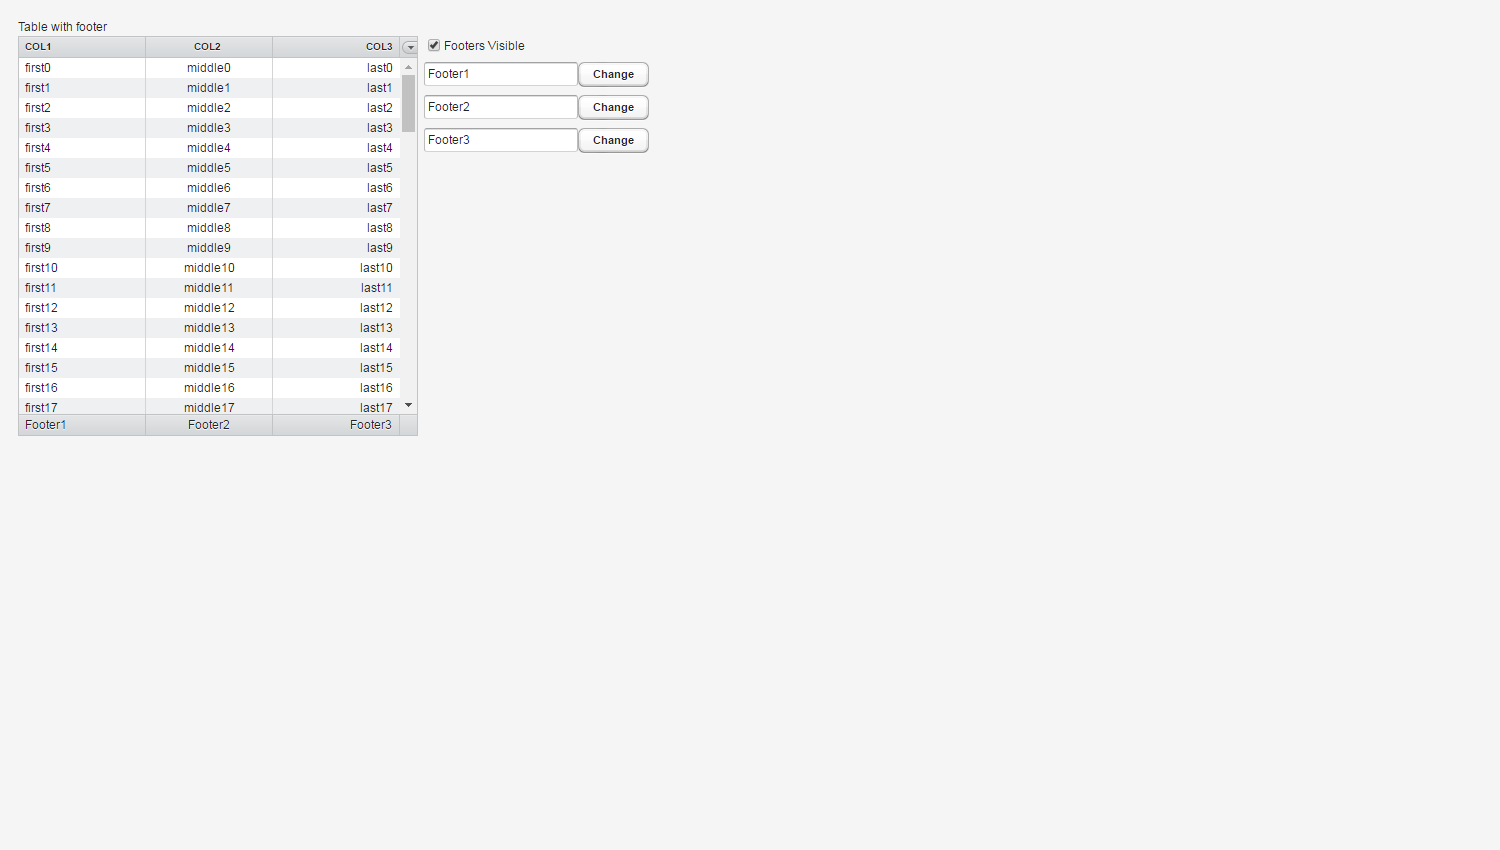 Table with footer
COL1 COL2 COL3
Footers Visible
first0 middle0 last0
Footer1 Change
first1 middle1 last1
first2 middle2 last2
Footer2 Change
first3 middle3 last3
Footer3 Change
first4 middle4 last4
first5 middle5 last5
first6 middle6 last6
first7 middle7 last7
first8 middle8 last8
first9 middle9 last9
first10 middle10 last10
first11 middle11 last11
first12 middle12 last12
first13 middle13 last13
first14 middle14 last14
first15 middle15 last15
first16 middle16 last16
first17 middle17 last17
Footer1 Footer2 Footer3